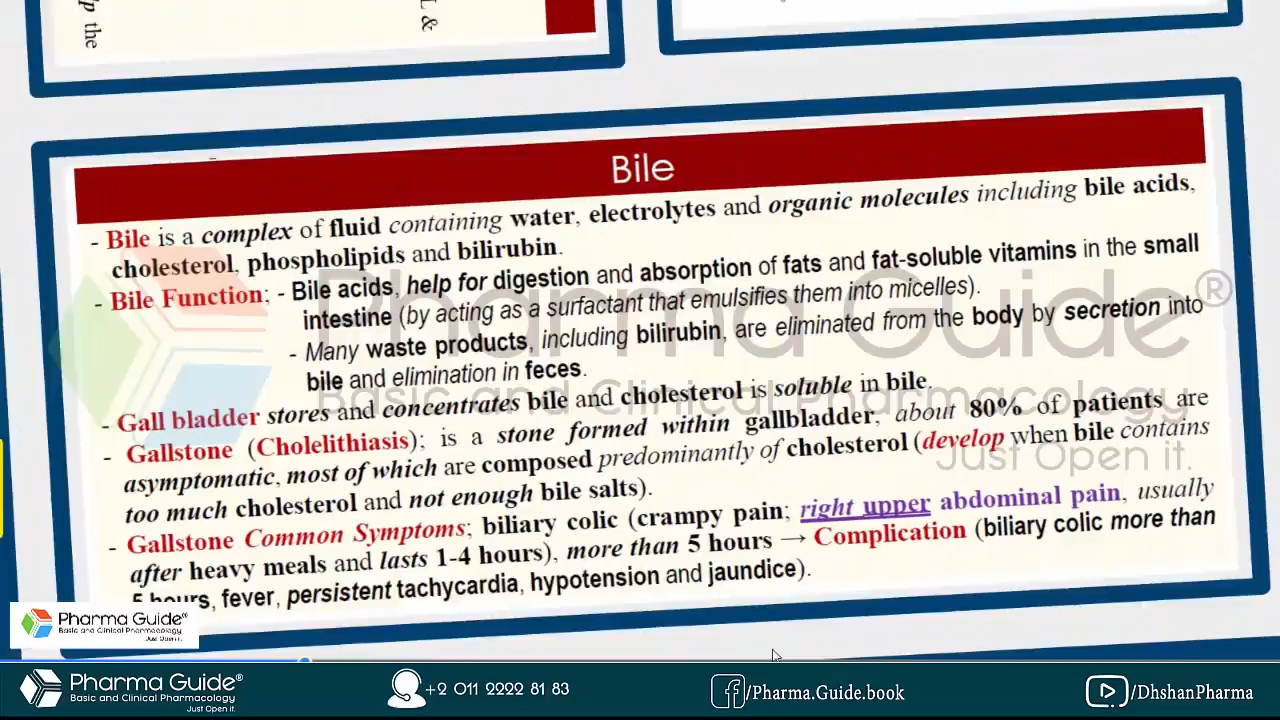 p the
L &
Bile
- Bile is a complex of fluid containing water, electrolytes and organic molecules including bile acids,
cholesterol, phospholipids and bilirubin.
- Bile Function; - Bile acids, help for digestion and absorption of fats and fat-soluble vitamins in the small
intestine (by acting as a surfactant that emulsifies them into micelles).
- Many waste products, including bilirubin, are eliminated from the body by secretion into
bile and elimination in feces.
- Gall bladder stores and concentrates bile and cholesterol is soluble in bile.
- Gallstone (Cholelithiasis); is a stone formed within gallbladder, about 80% of patients are
asymptomatic, most of which are composed predominantly of cholesterol (develop when bile contains
too much cholesterol and not enough bile salts).
- Gallstone Common Symptoms; biliary colic (crampy pain; right upper abdominal pain, usually
after heavy meals and lasts 1-4 hours), more than 5 hours → Complication (biliary colic more than
5 hours, fever, persistent tachycardia, hypotension and jaundice).
Pharma Guide®
Basic and Clinical Pharmacology
Just Open it.
Pharma Guide®
Basic and Clinical Pharmacology
Just Open it.
Pharma Guide®
Basic and Clinical Pharmacology
Just Open it.
+2 011 2222 81 83
/Pharma.Guide.book
/DhshanPharma